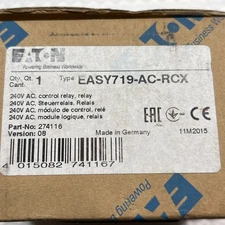 EATON
Powering Business Worldwide
Qty. Qt. 1 Type EASY719-AC-RCX
Cant.
240V AC, control relay, relay
240V AC, Steuerrelais, Relais
240V AC, módulo de control, relé
240V AC, module logique, relais
Part-No: 274116 Made in Germany
Version: 08 11M2015
EAC CE
4 015082 741167